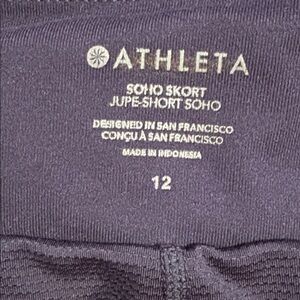 ATHLETA
SOHO SKORT
JUPE-SHORT SOHO
DESIGNED IN SAN FRANCISCO
CONÇU À SAN FRANCISCO
MADE IN INDONESIA
12